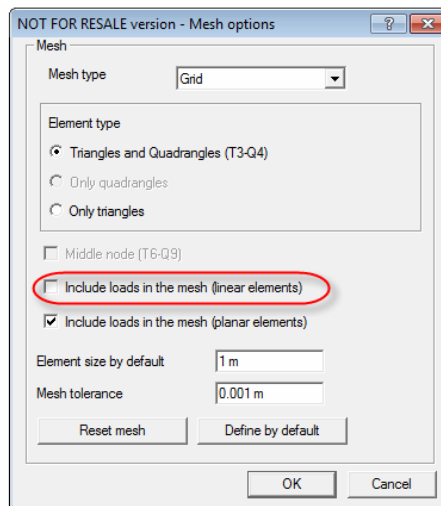 NOT FOR RESALE version - Mesh options
Mesh
Mesh type
Grid
Element type
Triangles and Quadrangles (T3-Q4)
Only quadrangles
Only triangles
Middle node (T6-Q9)
Include loads in the mesh (linear elements)
Include loads in the mesh (planar elements)
Element size by default
1 m
Mesh tolerance
0.001 m
Reset mesh
Define by default
OK
Cancel